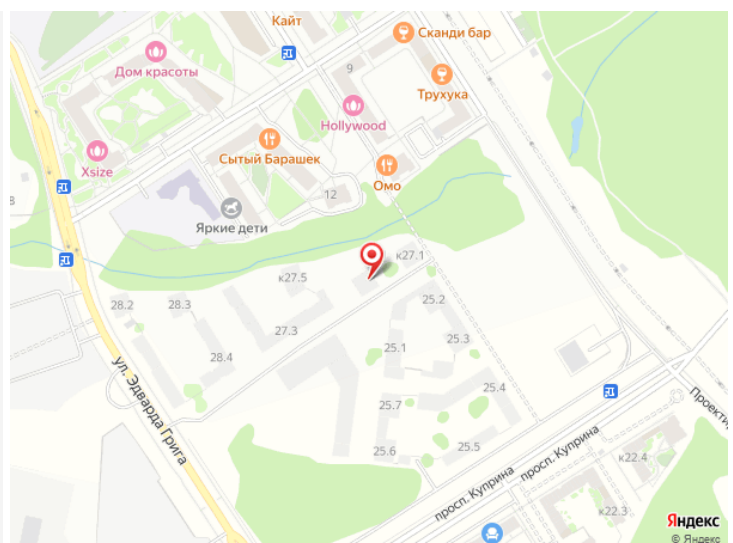 Кайт
Сканди бар
Дом красоты
9
Трухука
Hollywood
Xsize
Сытый Барашек
Омо
12
8
Яркие дети
к27.1
к27.5
28.2
28.3
25.2
27.3
25.3
28.4
25.1
25.4
ул. Эдварда Грига
25.7
25.5
25.6
просп. Куприна
просп. Куприна
Проекти
к22.4
к22.3
Яндекс
© Яндекс